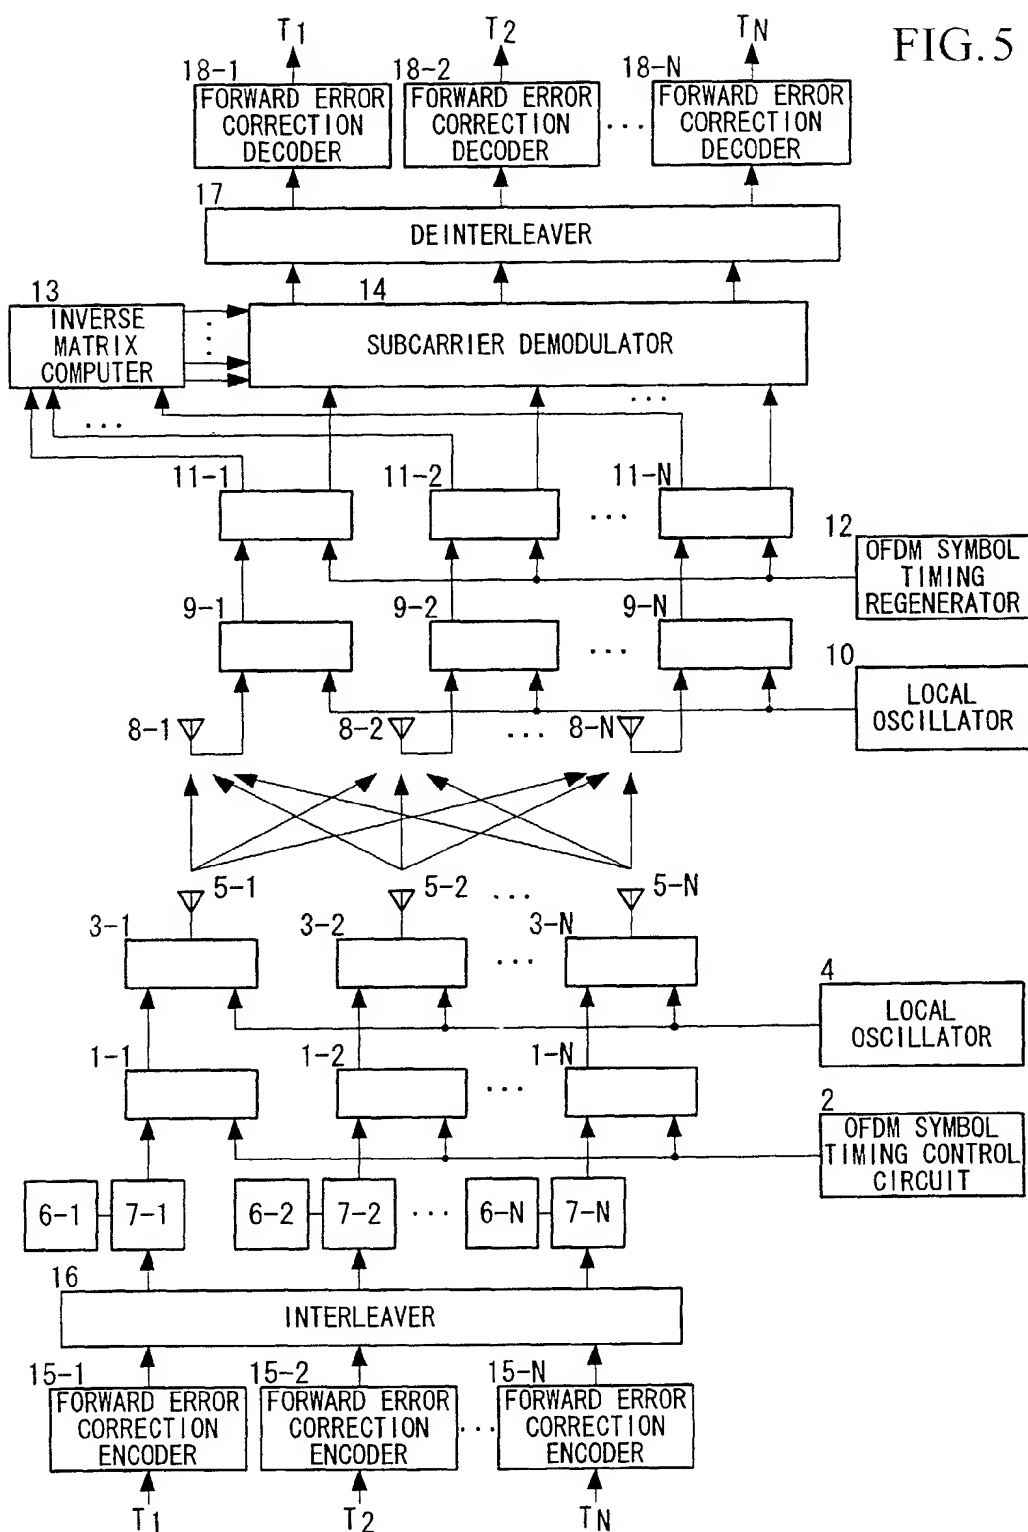 FIG. 5
T1 T2 TN
18-1 18-2 18-N
FORWARD ERROR CORRECTION DECODER
FORWARD ERROR CORRECTION DECODER
...
FORWARD ERROR CORRECTION DECODER
17
DEINTERLEAVER
13
INVERSE
MATRIX
COMPUTER
...
14
SUBCARRIER DEMODULATOR
... ...
11-1 11-2 ... 11-N
12
OFDM SYMBOL
TIMING
REGENERATOR
9-1 9-2 ... 9-N
10
LOCAL
OSCILLATOR
8-1 8-2 ... 8-N
5-1 5-2 ... 5-N
3-1 3-2 ... 3-N
4
LOCAL
OSCILLATOR
1-1 1-2 ... 1-N
2
OFDM SYMBOL
TIMING CONTROL
CIRCUIT
6-1 7-1 6-2 7-2 ... 6-N 7-N
16
INTERLEAVER
15-1 15-2 15-N
FORWARD ERROR CORRECTION ENCODER
FORWARD ERROR CORRECTION ENCODER
...
FORWARD ERROR CORRECTION ENCODER
T1 T2 TN